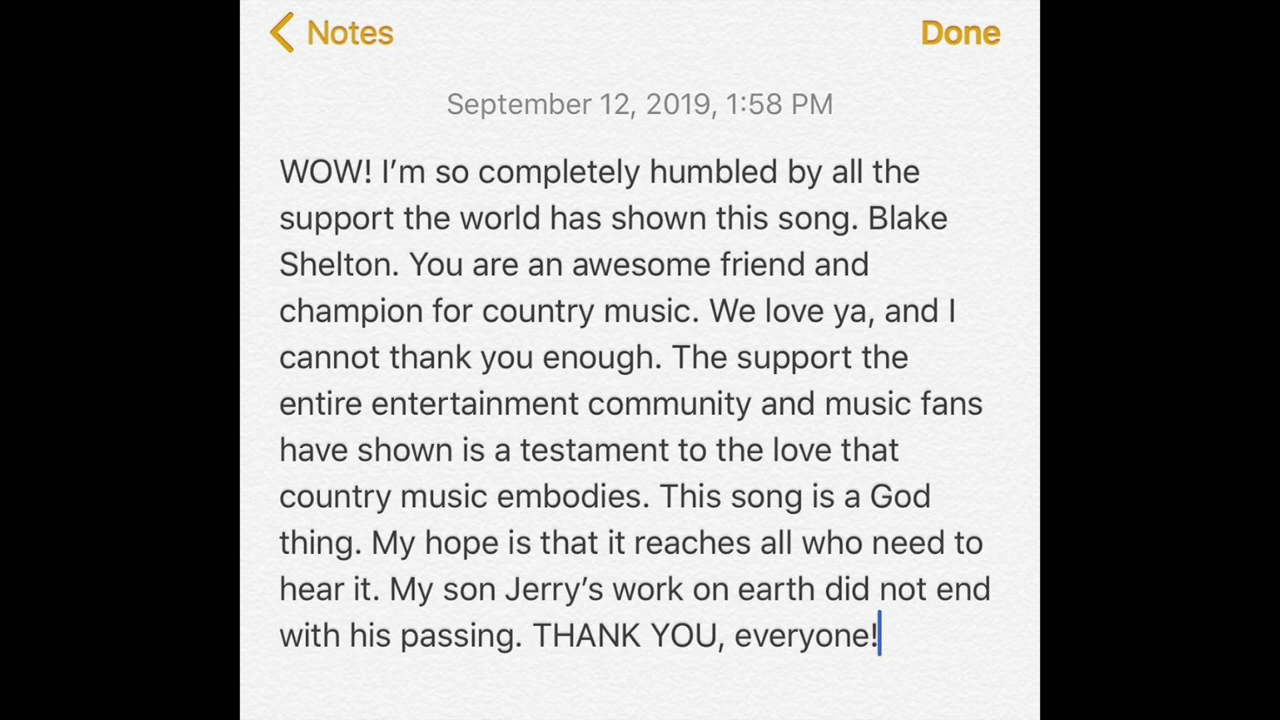 Notes
Done
September 12, 2019, 1:58 PM
WOW! I’m so completely humbled by all the
support the world has shown this song. Blake
Shelton. You are an awesome friend and
champion for country music. We love ya, and I
cannot thank you enough. The support the
entire entertainment community and music fans
have shown is a testament to the love that
country music embodies. This song is a God
thing. My hope is that it reaches all who need to
hear it. My son Jerry’s work on earth did not end
with his passing. THANK YOU, everyone!